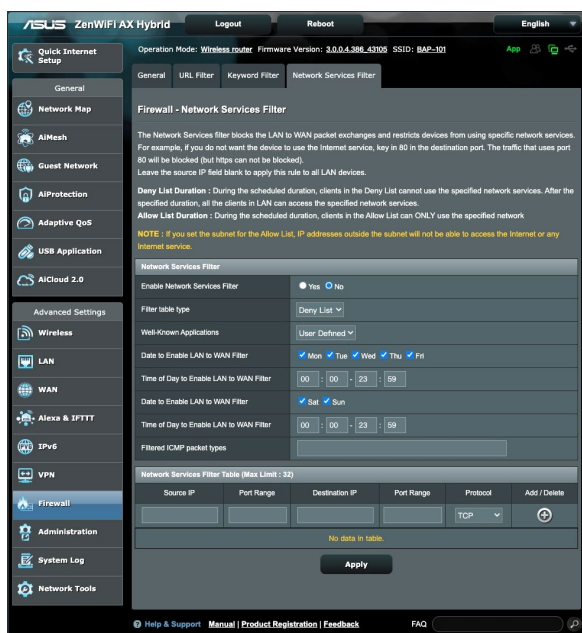 ASUS ZenWiFi AX Hybrid Logout Reboot English
Quick Internet Setup
Operation Mode: Wireless router Firmware Version: 3.0.0.4.386_43105 SSID: BAP-101 App
General URL Filter Keyword Filter Network Services Filter
General
Network Map
AiMesh
Guest Network
AiProtection
Adaptive QoS
USB Application
AiCloud 2.0
Advanced Settings
Wireless
LAN
WAN
Alexa & IFTTT
IPv6
VPN
Firewall
Administration
System Log
Network Tools
Firewall - Network Services Filter
The Network Services filter blocks the LAN to WAN packet exchanges and restricts devices from using specific network services.
For example, if you do not want the device to use the Internet service, key in 80 in the destination port. The traffic that uses port
80 will be blocked (but https can not be blocked).
Leave the source IP field blank to apply this rule to all LAN devices.
Deny List Duration : During the scheduled duration, clients in the Deny List cannot use the specified network services. After the
specified duration, all the clients in LAN can access the specified network services.
Allow List Duration : During the scheduled duration, clients in the Allow List can ONLY use the specified network
NOTE : If you set the subnet for the Allow List, IP addresses outside the subnet will not be able to access the Internet or any
Internet service.
Network Services Filter
Enable Network Services Filter Yes No
Filter table type Deny List
Well-Known Applications User Defined
Date to Enable LAN to WAN Filter Mon Tue Wed Thu Fri
Time of Day to Enable LAN to WAN Filter 00 : 00 - 23 : 59
Date to Enable LAN to WAN Filter Sat Sun
Time of Day to Enable LAN to WAN Filter 00 : 00 - 23 : 59
Filtered ICMP packet types
Network Services Filter Table (Max Limit : 32)
Source IP Port Range Destination IP Port Range Protocol Add / Delete
TCP
No data in table.
Apply
Help & Support Manual | Product Registration | Feedback FAQ